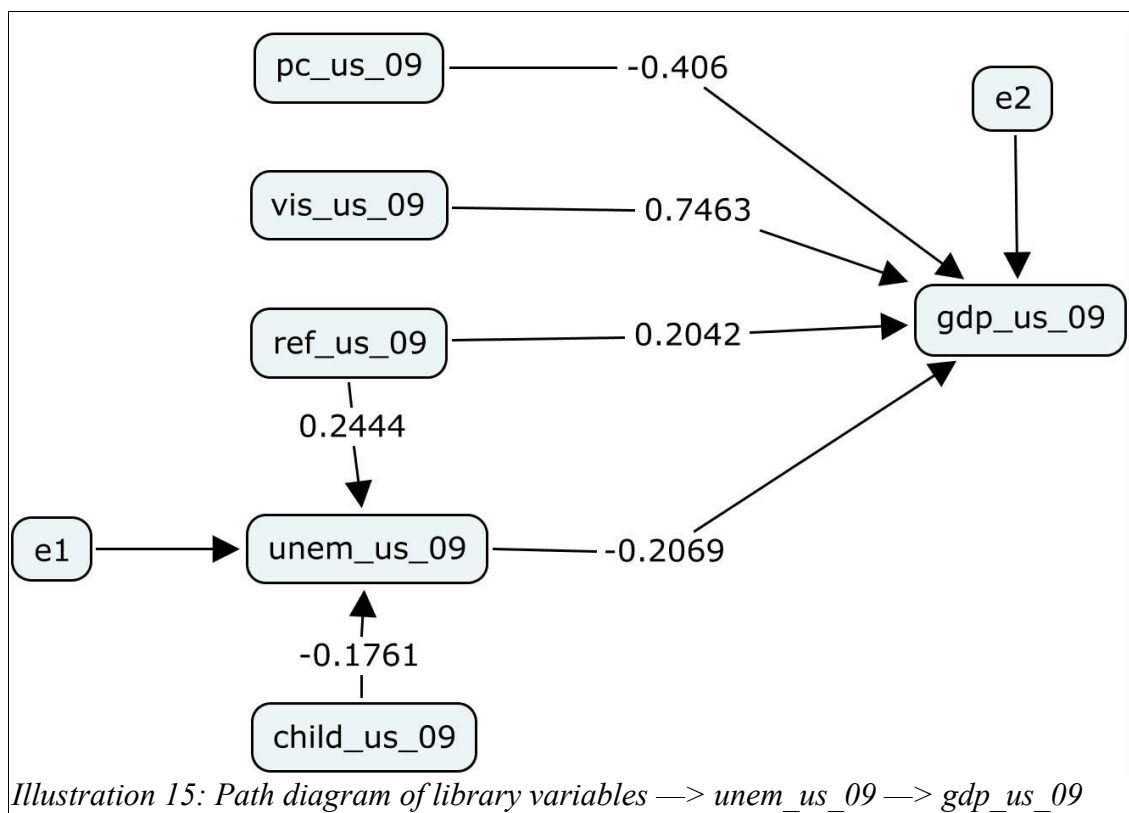 pc_us_09
-0.406
e2
vis_us_09
0.7463
ref_us_09
0.2042
gdp_us_09
0.2444
e1
unem_us_09
-0.2069
-0.1761
child_us_09
Illustration 15: Path diagram of library variables —> unem_us_09 —> gdp_us_09